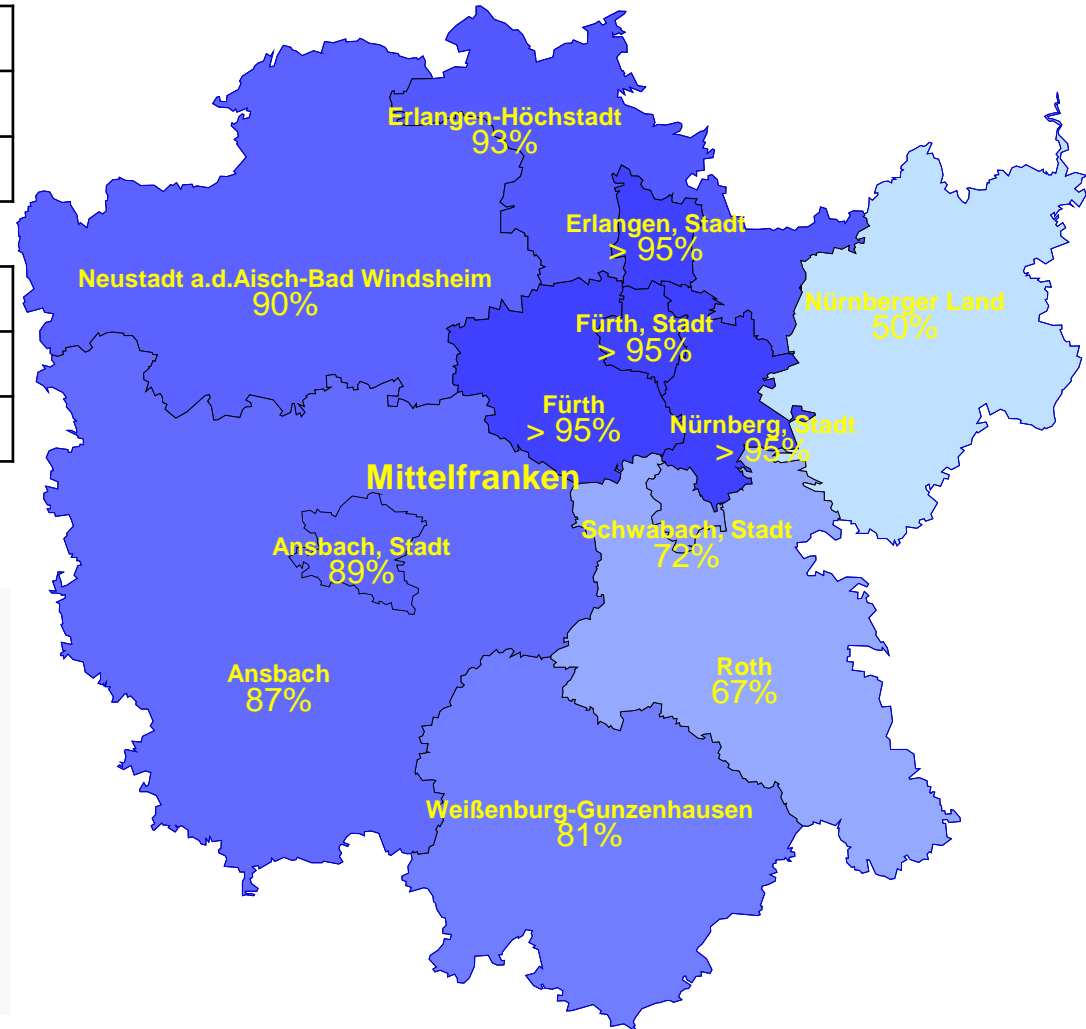 Erlangen-Höchstadt
93%
Erlangen, Stadt
> 95%
Neustadt a.d.Aisch-Bad Windsheim
90%
Nürnberger Land
50%
Fürth, Stadt
> 95%
Fürth
> 95%
Nürnberg, Stadt
> 95%
Mittelfranken
Schwabach, Stadt
72%
Ansbach, Stadt
89%
Ansbach
87%
Roth
67%
Weißenburg-Gunzenhausen
81%